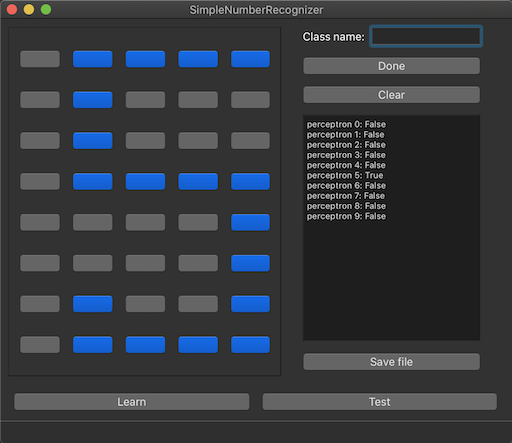 SimpleNumberRecognizer
Class name:
Done
Clear
perceptron 0: False
perceptron 1: False
perceptron 2: False
perceptron 3: False
perceptron 4: False
perceptron 5: True
perceptron 6: False
perceptron 7: False
perceptron 8: False
perceptron 9: False
Save file
Learn
Test